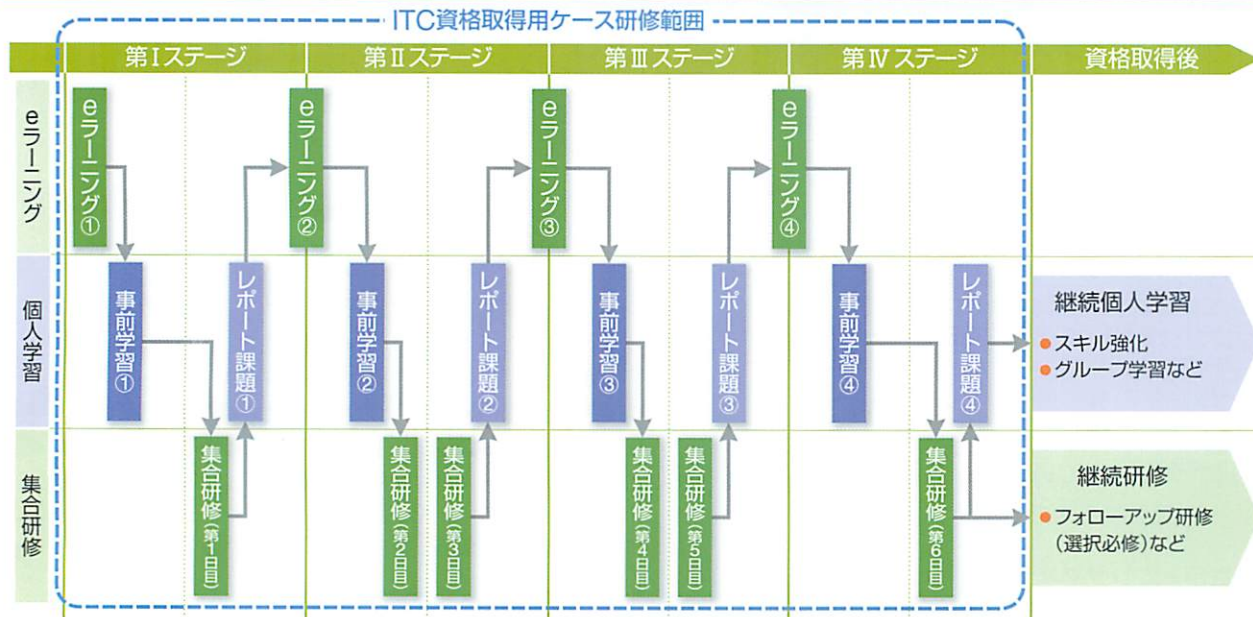 ITC資格取得用ケース研修範囲
第Ⅰステージ
第Ⅱステージ
第Ⅲステージ
第Ⅳステージ
資格取得後
eラーニング
eラーニング①
eラーニング②
eラーニング③
eラーニング④
個人学習
事前学習①
レポート課題①
事前学習②
レポート課題②
事前学習③
レポート課題③
事前学習④
レポート課題④
継続個人学習
●スキル強化
●グループ学習など
集合研修
集合研修(第1日目)
集合研修(第2日目)
集合研修(第3日目)
集合研修(第4日目)
集合研修(第5日目)
集合研修(第6日目)
継続研修
●フォローアップ研修
(選択必修)など